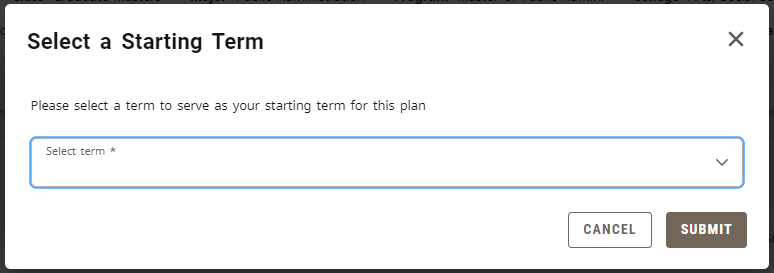 Select a Starting Term
Please select a term to serve as your starting term for this plan
Select term *
CANCEL
SUBMIT